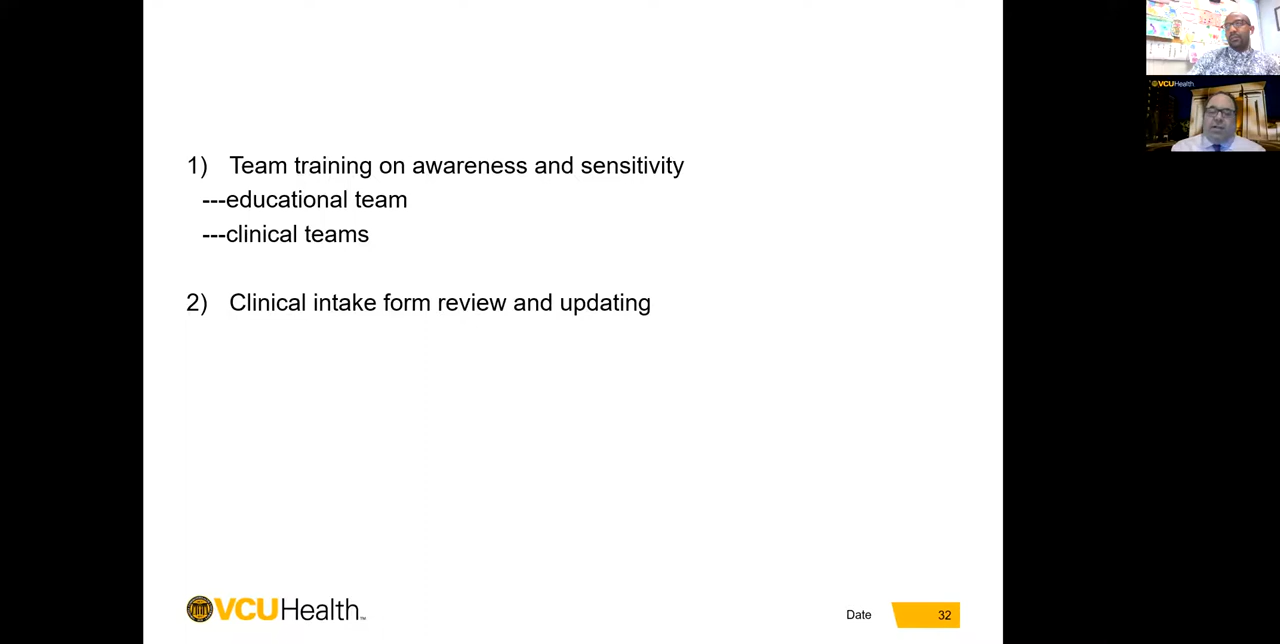 VCUHealth
1) Team training on awareness and sensitivity
---educational team
---clinical teams
2) Clinical intake form review and updating
VCUHealth™
Date 32